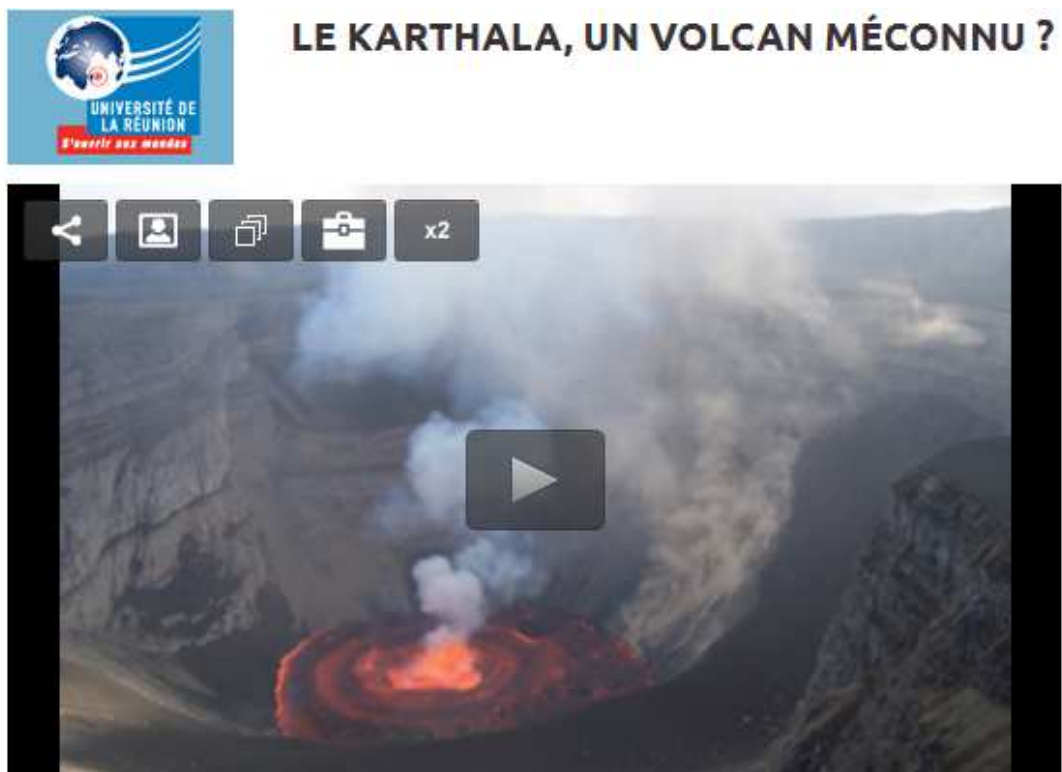 LE KARTHALA, UN VOLCAN MÉCONNU ?
UNIVERSITÉ DE
LA RÉUNION
S'ouvrir aux mondes
x2